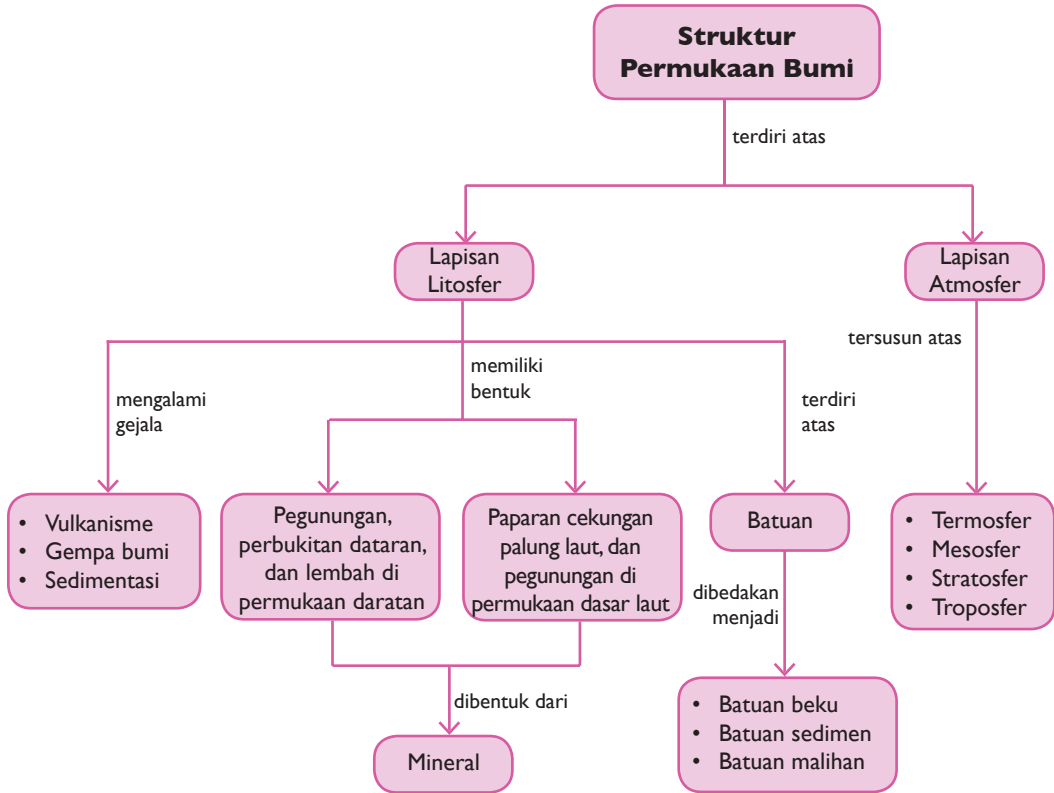 Struktur
Permukaan Bumi
terdiri atas
Lapisan
Litosfer
Lapisan
Atmosfer
mengalami
gejala
memiliki
bentuk
terdiri
atas
tersusun atas
• Vulkanisme
• Gempa bumi
• Sedimentasi
Pegunungan,
perbukitan dataran,
dan lembah di
permukaan daratan
Paparan cekungan
palung laut, dan
pegunungan di
permukaan dasar laut
Batuan
• Termosfer
• Mesosfer
• Stratosfer
• Troposfer
dibentuk dari
Mineral
dibedakan
menjadi
• Batuan beku
• Batuan sedimen
• Batuan malihan